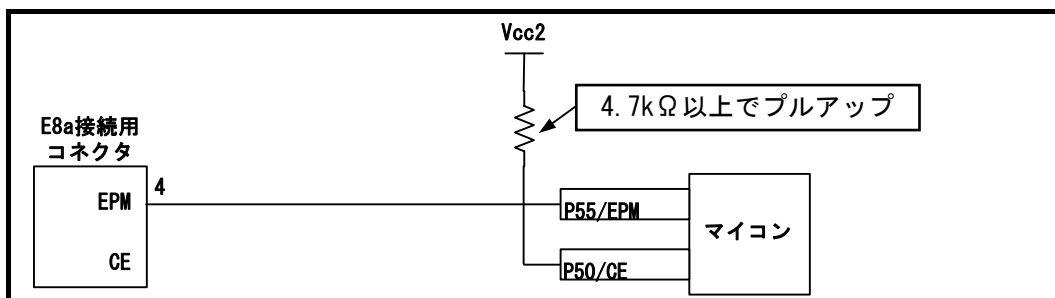 Vcc2
4.7kΩ以上でプルアップ
E8a接続用
コネクタ
EPM
4
CE
P55/EPM
P50/CE
マイコン